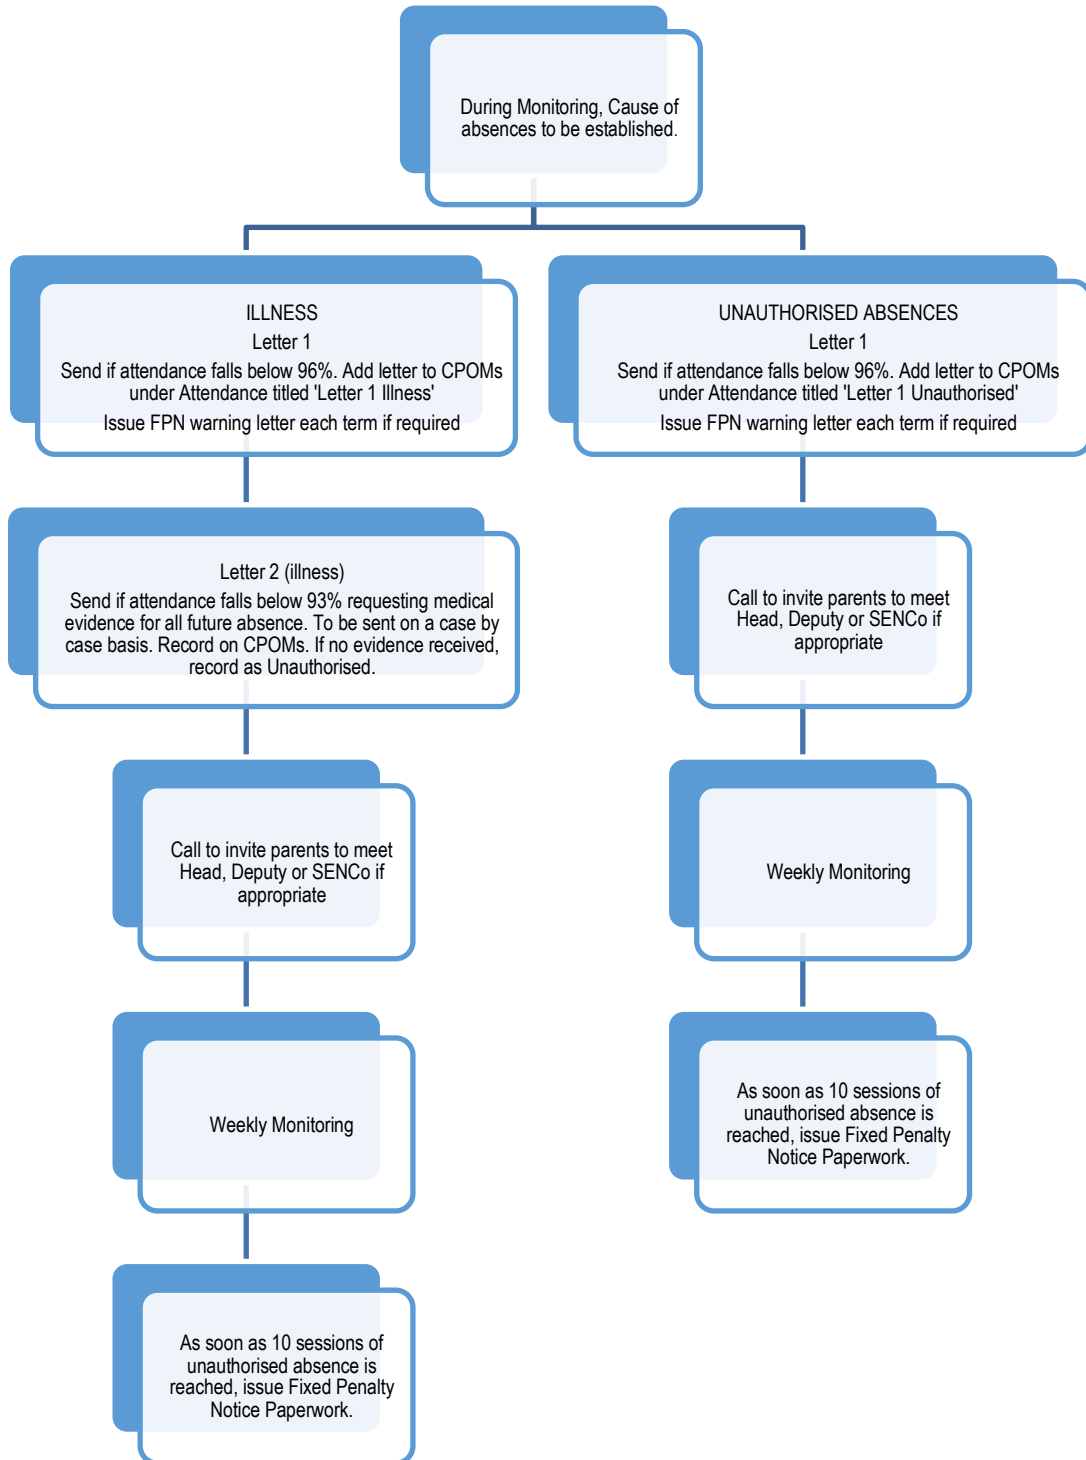 During Monitoring, Cause of
absences to be established.
ILLNESS
Letter 1
Send if attendance falls below 96%. Add letter to CPOMs
under Attendance titled 'Letter 1 Illness'
Issue FPN warning letter each term if required
UNAUTHORISED ABSENCES
Letter 1
Send if attendance falls below 96%. Add letter to CPOMs
under Attendance titled 'Letter 1 Unauthorised'
Issue FPN warning letter each term if required
Letter 2 (illness)
Send if attendance falls below 93% requesting medical
evidence for all future absence. To be sent on a case by
case basis. Record on CPOMs. If no evidence received,
record as Unauthorised.
Call to invite parents to meet
Head, Deputy or SENCo if
appropriate
Call to invite parents to meet
Head, Deputy or SENCo if
appropriate
Weekly Monitoring
Weekly Monitoring
As soon as 10 sessions of
unauthorised absence is
reached, issue Fixed Penalty
Notice Paperwork.
As soon as 10 sessions of
unauthorised absence is
reached, issue Fixed Penalty
Notice Paperwork.